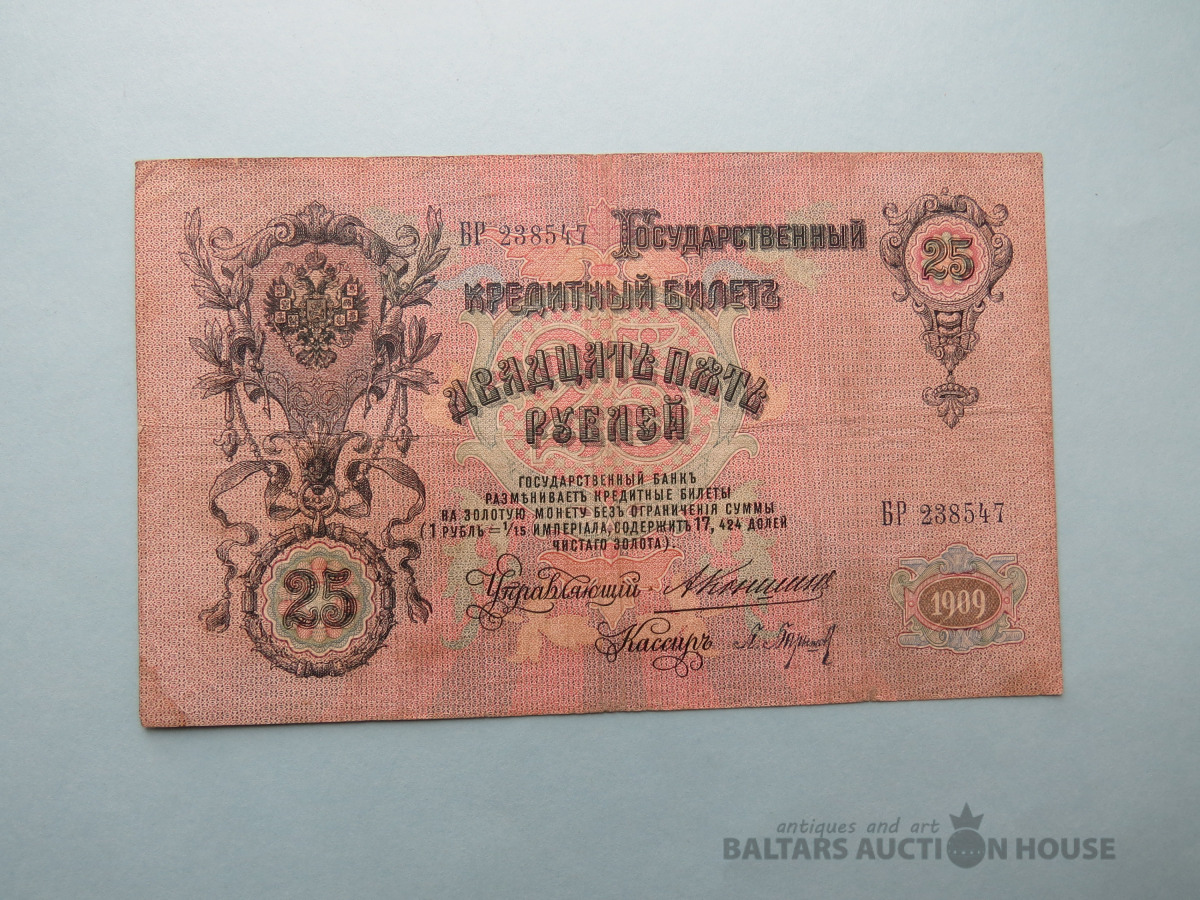 БР 238547 Государственный
Кредитный Билетъ
25
Двадцать Пѧть
Рублей
Государственный Банкъ
размѣниваетъ кредитные билеты
на золотую монету безъ ограниченія суммы
(1 рубль = 1/15 имперіала, содержитъ 17,424 долей
чистаго золота).
БР 238547
25
Управляющій
Кассиръ
1909
antiques and art
BALTARS AUCTION HOUSE